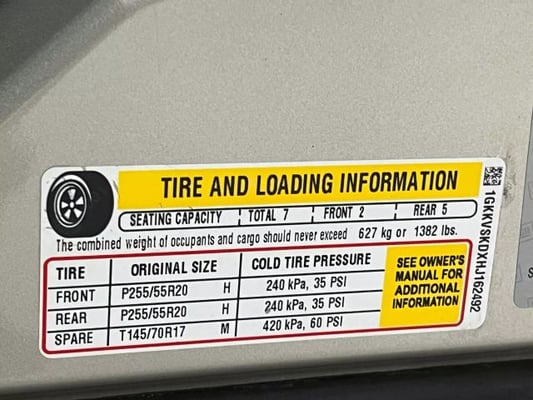 TIRE AND LOADING INFORMATION
SEATING CAPACITY TOTAL 7 FRONT 2 REAR 5
The combined weight of occupants and cargo should never exceed 627 kg or 1382 lbs.
TIRE ORIGINAL SIZE COLD TIRE PRESSURE
FRONT P255/55R20 H 240 kPa, 35 PSI
REAR P255/55R20 H 240 kPa, 35 PSI
SPARE T145/70R17 M 420 kPa, 60 PSI
SEE OWNER'S
MANUAL FOR
ADDITIONAL
INFORMATION
1GKKVSKDXHJ162492